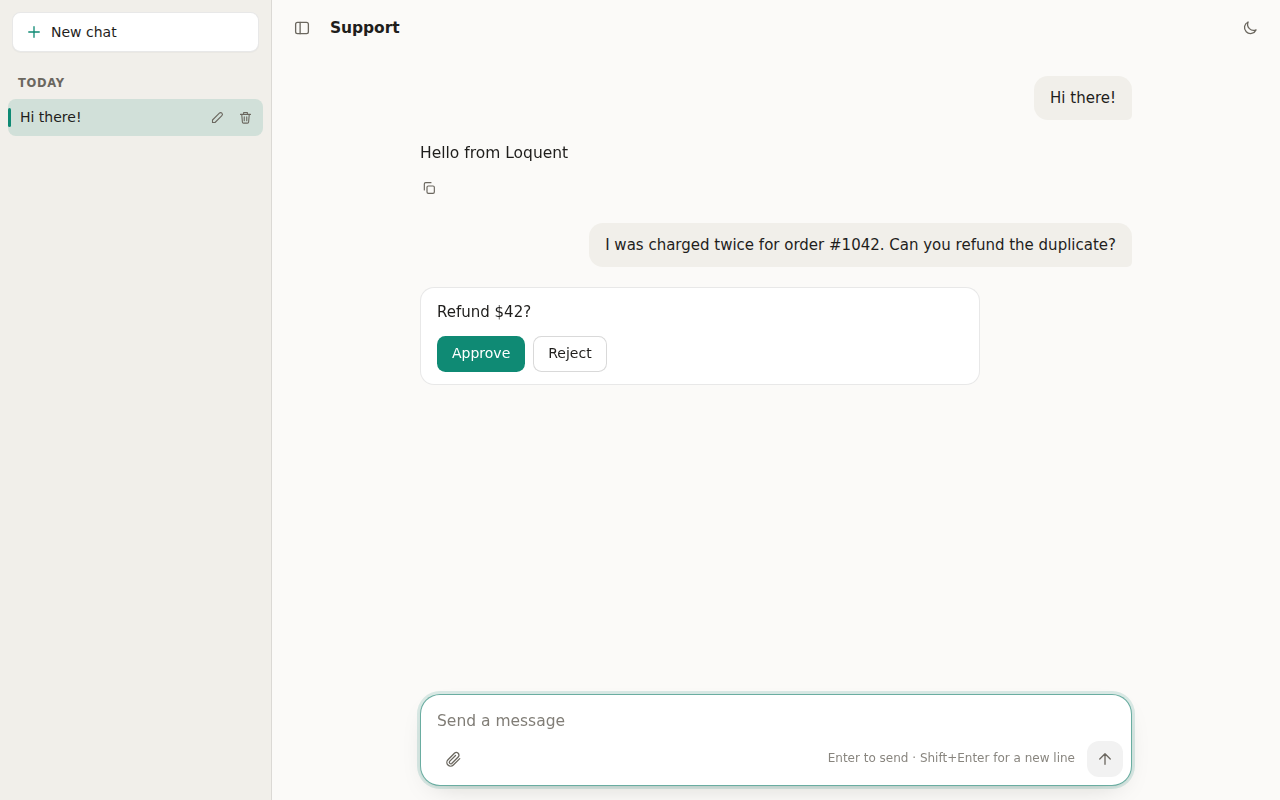 New chat
TODAY
Hi there!
Support
Hi there!
Hello from Loquent
I was charged twice for order #1042. Can you refund the duplicate?
Refund $42?
Approve
Reject
Send a message
Enter to send · Shift+Enter for a new line